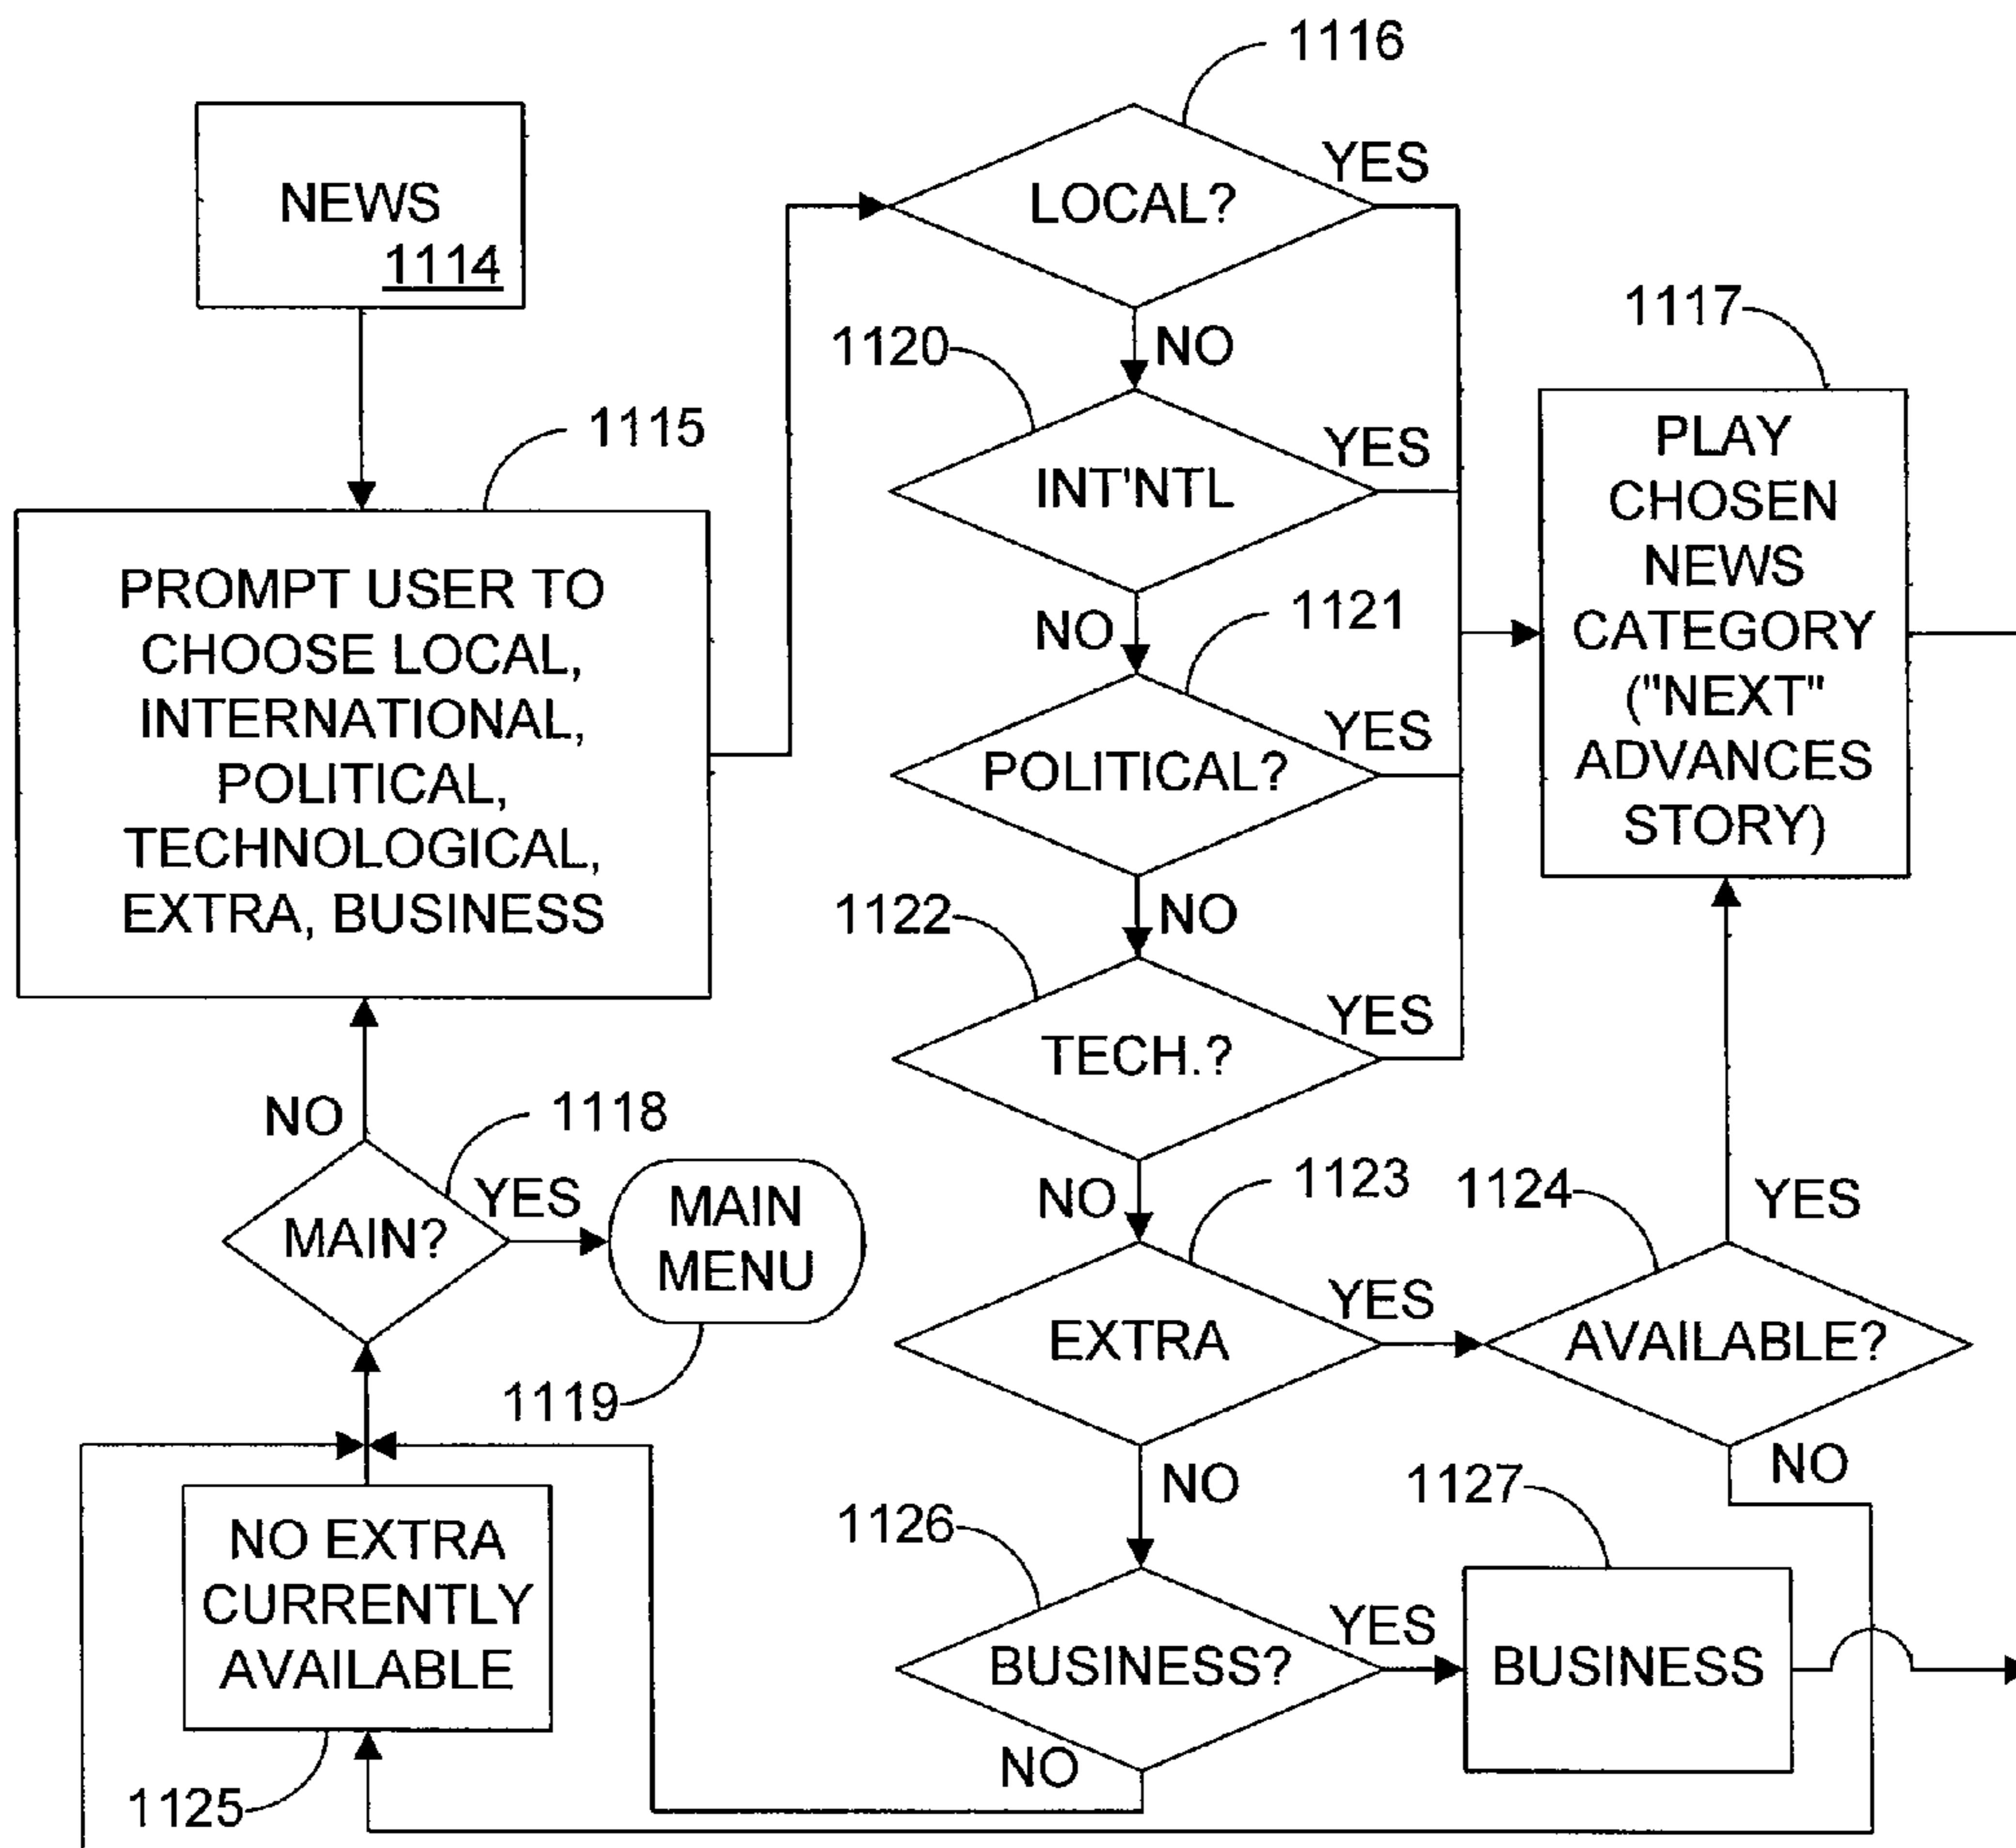 NEWS
1114
1115
PROMPT USER TO
CHOOSE LOCAL,
INTERNATIONAL,
POLITICAL,
TECHNOLOGICAL,
EXTRA, BUSINESS
NO
1118
MAIN?
YES
MAIN
MENU
1119
NO EXTRA
CURRENTLY
AVAILABLE
1125
1116
LOCAL?
YES
NO
1120
INT'NTL
YES
NO
1121
POLITICAL?
YES
NO
1122
TECH.?
YES
NO
1123
EXTRA
YES
NO
1126
BUSINESS?
YES
NO
1117
PLAY
CHOSEN
NEWS
CATEGORY
("NEXT"
ADVANCES
STORY)
1124
YES
AVAILABLE?
NO
1127
BUSINESS